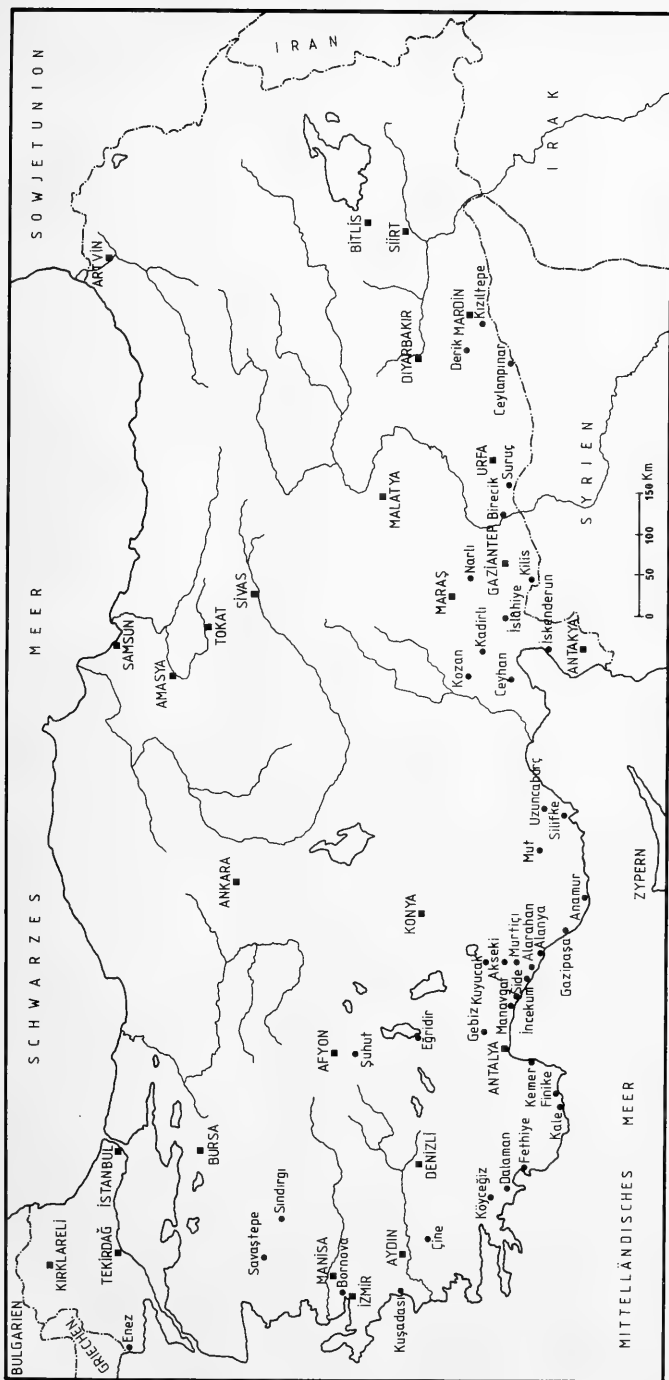 BULGARIEN
GRIECHEN
SCHWARZES MEER
SOWJETUNION
IRAN
IRAK
SYRIEN
ZYPERN
MITTELLÄNDISCHES MEER
KIRKLARELİ
TEKİRDAĞ
İSTANBUL
Enez
BURSA
Savaştepe
Sındırgı
MANİSA
Bornova
İZMİR
Kuşadası
AYDIN
Çine
DENİZLİ
AFYON
Şuhut
Eğridir
ANKARA
KONYA
SAMSUN
AMASYA
TOKAT
SİVAS
ARTVİN
BİTLİS
SİİRT
DİYARBAKIR
Derik
MARDİN
Kızıltepe
Ceylanpınar
MALATYA
URFA
Suruç
Birecik
GAZİANTEP
Kilis
Narlı
MARAŞ
İslâhiye
Kadirli
Kozan
Ceyhan
İskenderun
ANTAKYA
Uzuncaburç
Silifke
Mut
Anamur
Gazipaşa
Alanya
Alarahan
Murtiçi
Akseki
Kuyucak
İncekum
Side
Manavgat
Gebiz
ANTALYA
Kemer
Finike
Kale
Fethiye
Dalaman
Köyceğiz
0 50 150 Km